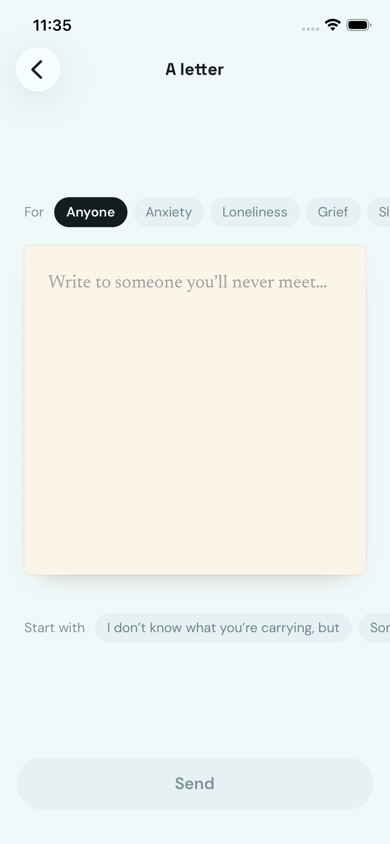 11:35
A letter
For Anyone Anxiety Loneliness Grief
Write to someone you’ll never meet...
Start with I don’t know what you’re carrying, but
Send